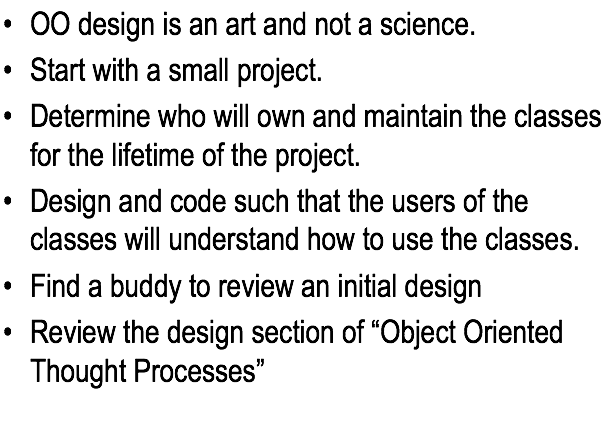 • OO design is an art and not a science.
• Start with a small project.
• Determine who will own and maintain the classes
for the lifetime of the project.
• Design and code such that the users of the
classes will understand how to use the classes.
• Find a buddy to review an initial design
• Review the design section of “Object Oriented
Thought Processes”